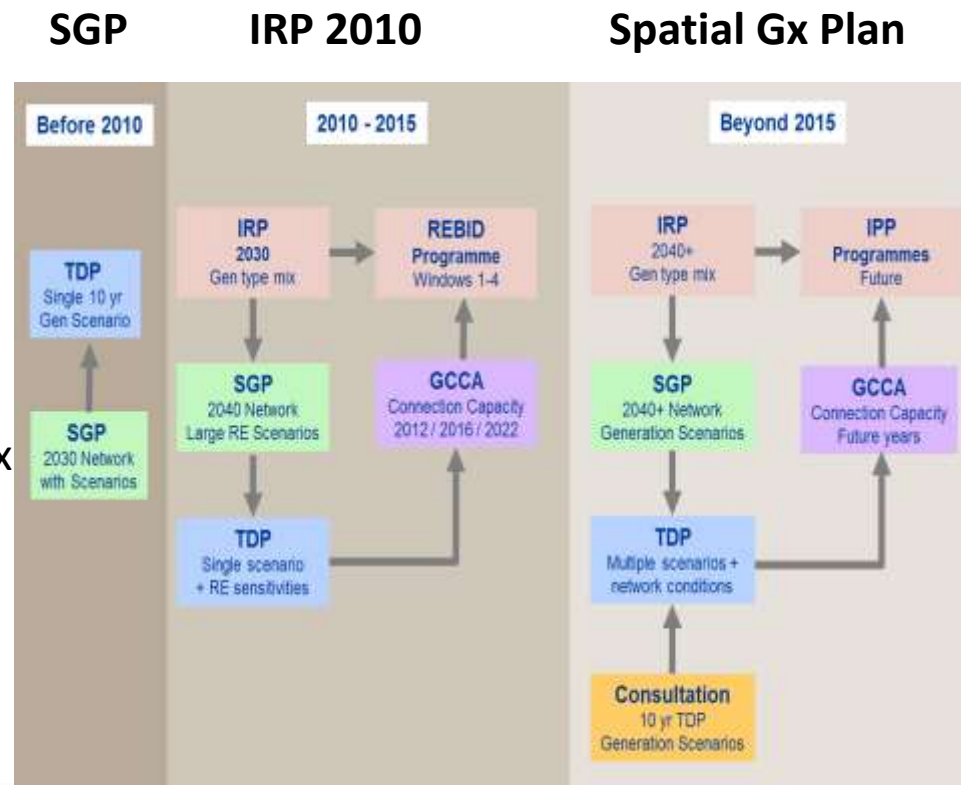 SGP
IRP 2010
Spatial Gx Plan
Before 2010
TDP
Single 10 yr
Gen Scenario
SGP
2030 Network
with Scenarios
x
2010 - 2015
IRP
2030
Gen type mix
REBID
Programme
Windows 1-4
SGP
2040 Network
Large RE Scenarios
GCCA
Connection Capacity
2012 / 2016 / 2022
TDP
Single scenario
+ RE sensitivities
Beyond 2015
IRP
2040+
Gen type mix
IPP
Programmes
Future
SGP
2040+ Network
Generation Scenarios
GCCA
Connection Capacity
Future years
TDP
Multiple scenarios +
network conditions
Consultation
10 yr TDP
Generation Scenarios